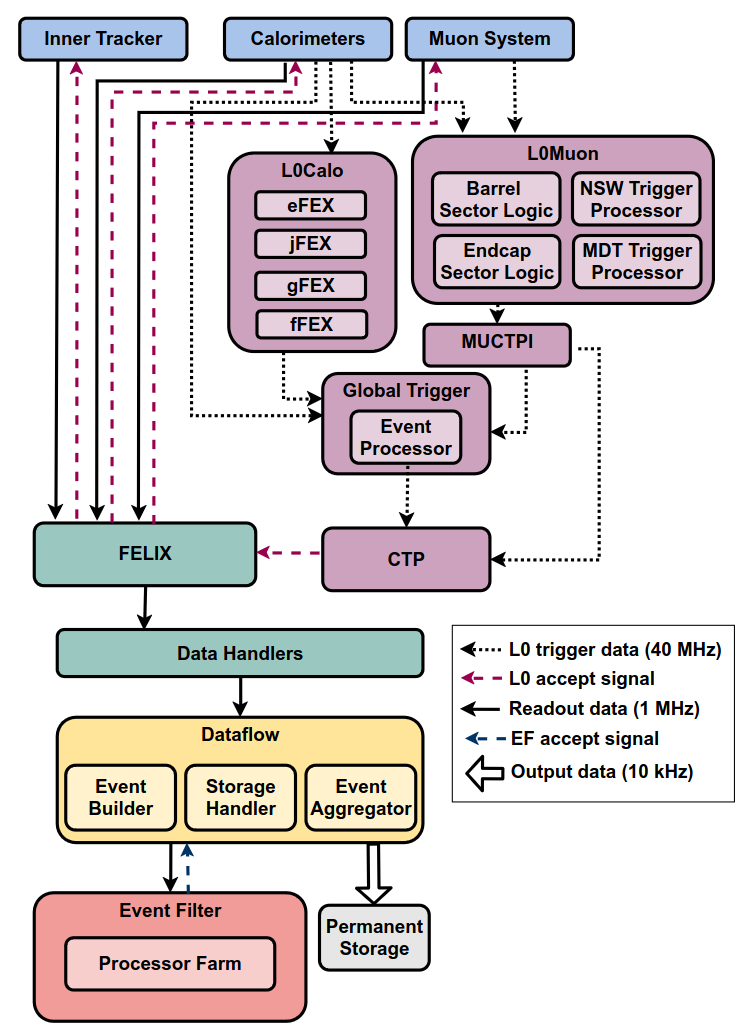 Inner Tracker
Calorimeters
Muon System
L0Calo
eFEX
jFEX
gFEX
fFEX
L0Muon
Barrel
Sector Logic
NSW Trigger
Processor
Endcap
Sector Logic
MDT Trigger
Processor
MUCTPI
Global Trigger
Event
Processor
FELIX
CTP
Data Handlers
L0 trigger data (40 MHz)
L0 accept signal
Readout data (1 MHz)
EF accept signal
Output data (10 kHz)
Dataflow
Event
Builder
Storage
Handler
Event
Aggregator
Event Filter
Processor Farm
Permanent
Storage